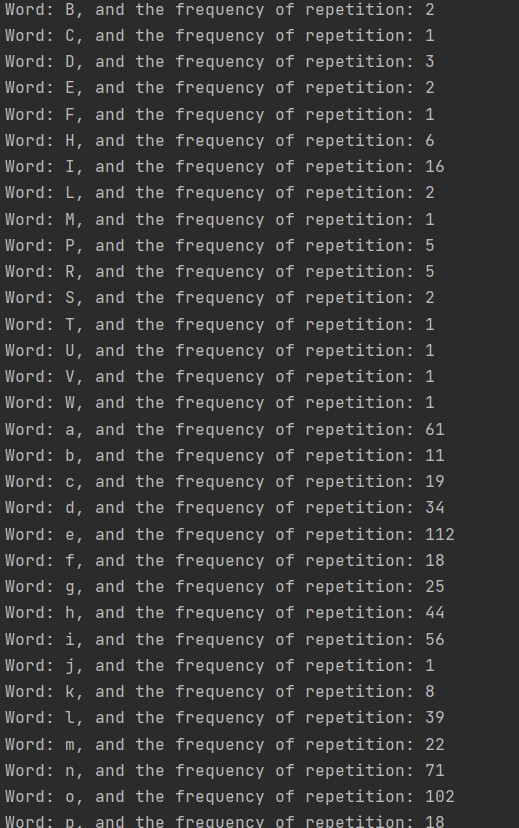 Word: B, and the frequency of repetition: 2
Word: C, and the frequency of repetition: 1
Word: D, and the frequency of repetition: 3
Word: E, and the frequency of repetition: 2
Word: F, and the frequency of repetition: 1
Word: H, and the frequency of repetition: 6
Word: I, and the frequency of repetition: 16
Word: L, and the frequency of repetition: 2
Word: M, and the frequency of repetition: 1
Word: P, and the frequency of repetition: 5
Word: R, and the frequency of repetition: 5
Word: S, and the frequency of repetition: 2
Word: T, and the frequency of repetition: 1
Word: U, and the frequency of repetition: 1
Word: V, and the frequency of repetition: 1
Word: W, and the frequency of repetition: 1
Word: a, and the frequency of repetition: 61
Word: b, and the frequency of repetition: 11
Word: c, and the frequency of repetition: 19
Word: d, and the frequency of repetition: 34
Word: e, and the frequency of repetition: 112
Word: f, and the frequency of repetition: 18
Word: g, and the frequency of repetition: 25
Word: h, and the frequency of repetition: 44
Word: i, and the frequency of repetition: 56
Word: j, and the frequency of repetition: 1
Word: k, and the frequency of repetition: 8
Word: l, and the frequency of repetition: 39
Word: m, and the frequency of repetition: 22
Word: n, and the frequency of repetition: 71
Word: o, and the frequency of repetition: 102
Word: p, and the frequency of repetition: 18